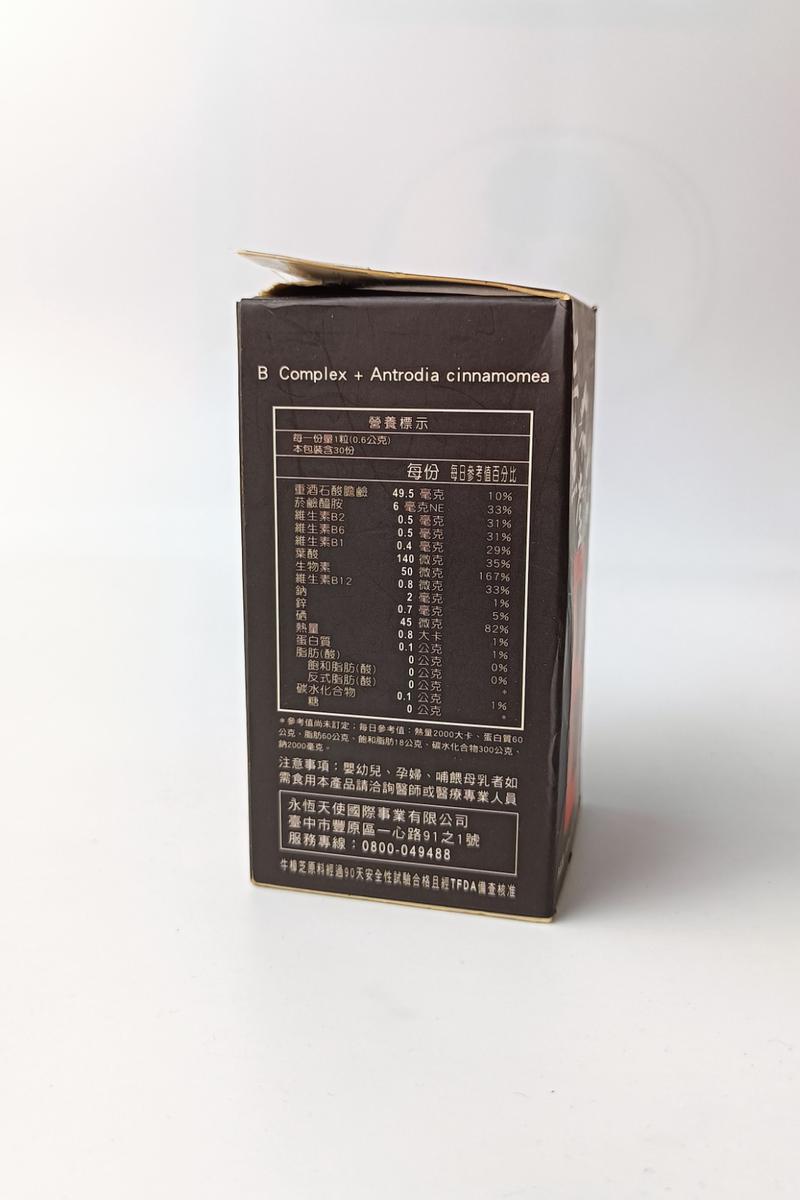 B Complex + Antrodia cinnamomea
營養標示
每一份量1粒(0.6公克)
本包裝含30份
每份 每日參考值百分比
重酒石酸膽鹼 49.5 毫克 10%
菸鹼醯胺 6 毫克NE 33%
維生素B2 0.5 毫克 31%
維生素B6 0.5 毫克 31%
維生素B1 0.4 毫克 29%
葉酸 140 微克 35%
生物素 50 微克 167%
維生素B12 0.8 微克 33%
鈉 2 毫克 1%
鋅 0.7 毫克 5%
硒 45 微克 82%
熱量 0.8 大卡 1%
蛋白質 0.1 公克 1%
脂肪(酸) 0 公克 0%
飽和脂肪(酸) 0 公克 0%
反式脂肪(酸) 0 公克 *
碳水化合物 0.1 公克 1%
糖 0 公克 *
*參考值尚未訂定；每日參考值：熱量2000大卡、蛋白質60
公克、脂肪60公克、飽和脂肪18公克、碳水化合物300公克、
鈉2000毫克。
注意事項：嬰幼兒、孕婦、哺餵母乳者如
需食用本產品請洽詢醫師或醫療專業人員
永恆天使國際事業有限公司
臺中市豐原區一心路91之1號
服務專線：0800-049488
牛樟芝原料經過90天安全性試驗合格且經TFDA備查核准